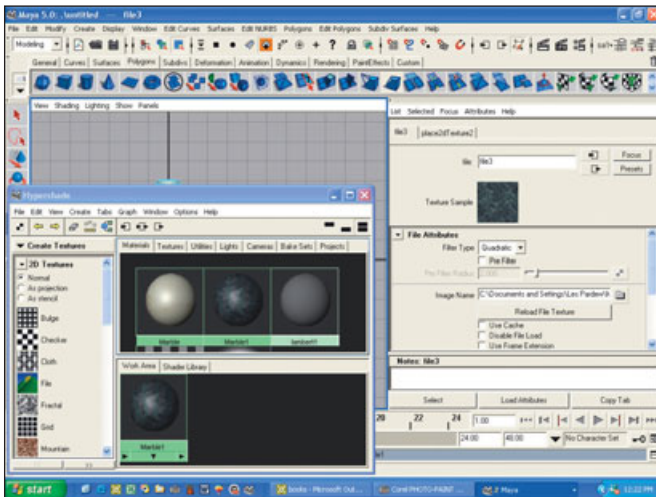 Maya 5.0: .\untitled --- file3
File Edit Modify Create Display Window Edit Curves Surfaces Edit NURBS Polygons Edit Polygons Subdiv Surfaces Help
Modeling
General Curves Surfaces Polygons Subdivs Deformation Animation Dynamics Rendering PaintEffects Custom
View Shading Lighting Show Panels
List Selected Focus Attributes Help
file3 place2dTexture2
file file3 Focus
Presets
Texture Sample
File Attributes
Filter Type Quadratic
Pre Filter
Pre Filter Radius
Image Name C:\Documents and Settings\Les Pardew\
Reload File Texture
Use Cache
Disable File Load
Use Frame Extension
Notes: file3
Select Load Attributes Copy Tab
Hypershade
File Edit View Create Tabs Graph Window Options Help
Create Textures
2D Textures
Normal
As projection
As stencil
Bulge
Checker
Cloth
File
Fractal
Grid
Mountain
Materials Textures Utilities Lights Cameras Bake Sets Projects
Marble Marble1 lambert1
Work Area Shader Library
Marble1
20 22 24 1.00
24.00 48.00 No Character Set
start books - Microsoft Out... Corel PHOTO-PAINT ... 2 Maya 12:22 PM